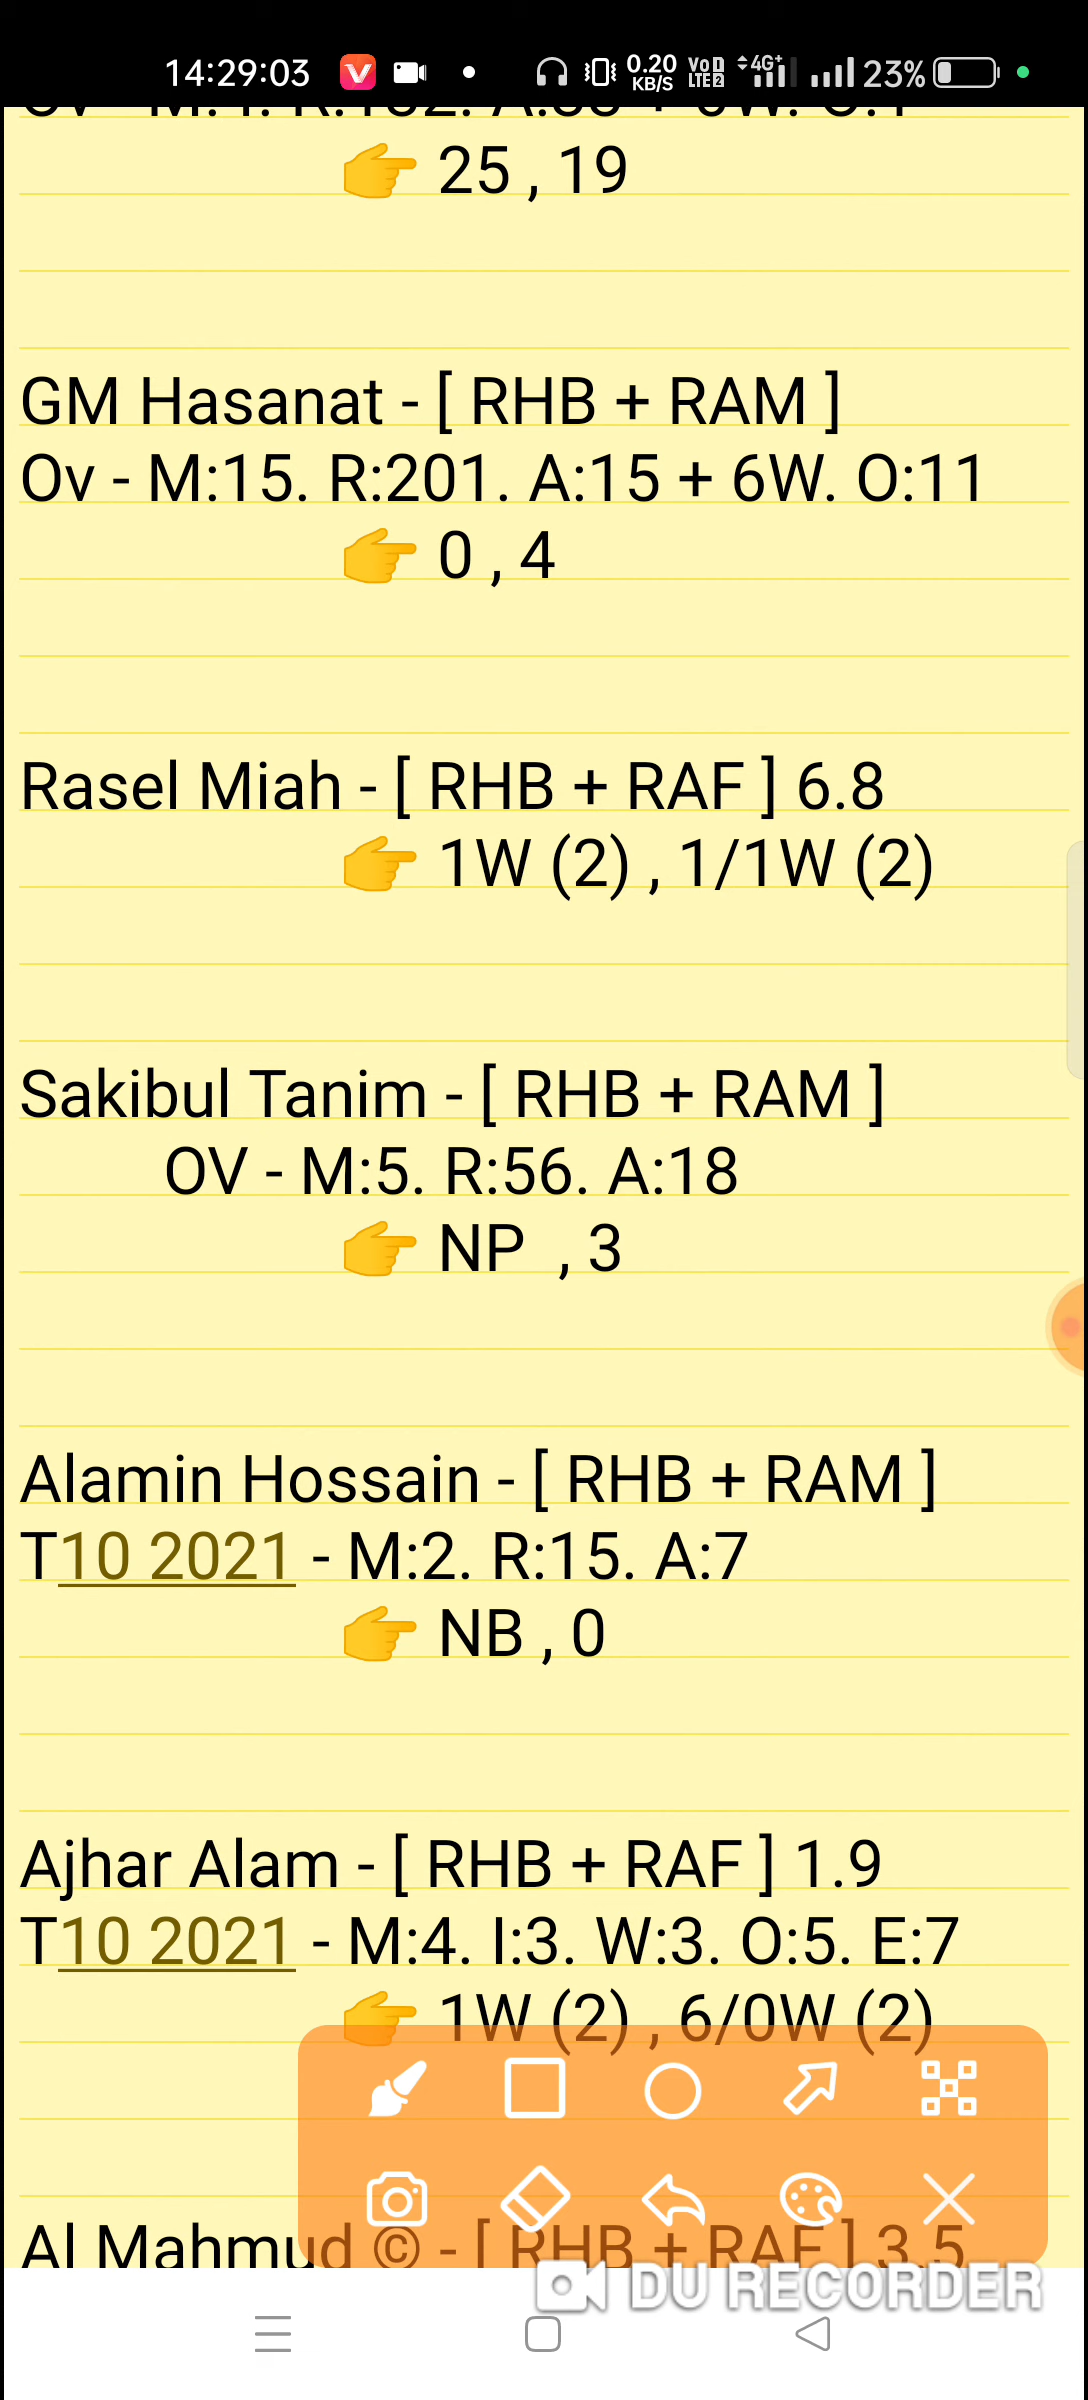 14:29:03 0.20 KB/S Vo LTE 2 4G+ 23%
👉 25 , 19
GM Hasanat - [ RHB + RAM ]
Ov - M:15. R:201. A:15 + 6W. O:11
👉 0 , 4
Rasel Miah - [ RHB + RAF ] 6.8
👉 1W (2) , 1/1W (2)
Sakibul Tanim - [ RHB + RAM ]
OV - M:5. R:56. A:18
👉 NP , 3
Alamin Hossain - [ RHB + RAM ]
T10 2021 - M:2. R:15. A:7
👉 NB , 0
Ajhar Alam - [ RHB + RAF ] 1.9
T10 2021 - M:4. I:3. W:3. O:5. E:7
👉 1W (2) , 6/0W (2)
Al Mahmud © - [ RHB + RAF ] 3.5
DU RECORDER